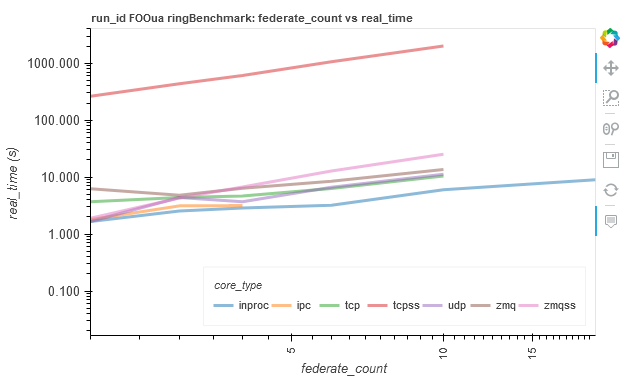 run_id FOOua ringBenchmark: federate_count vs real_time
real_time (s)
1000.000
100.000
10.000
1.000
0.100
core_type
inproc ipc tcp tcpss udp zmq zmqss
5 10 15
federate_count